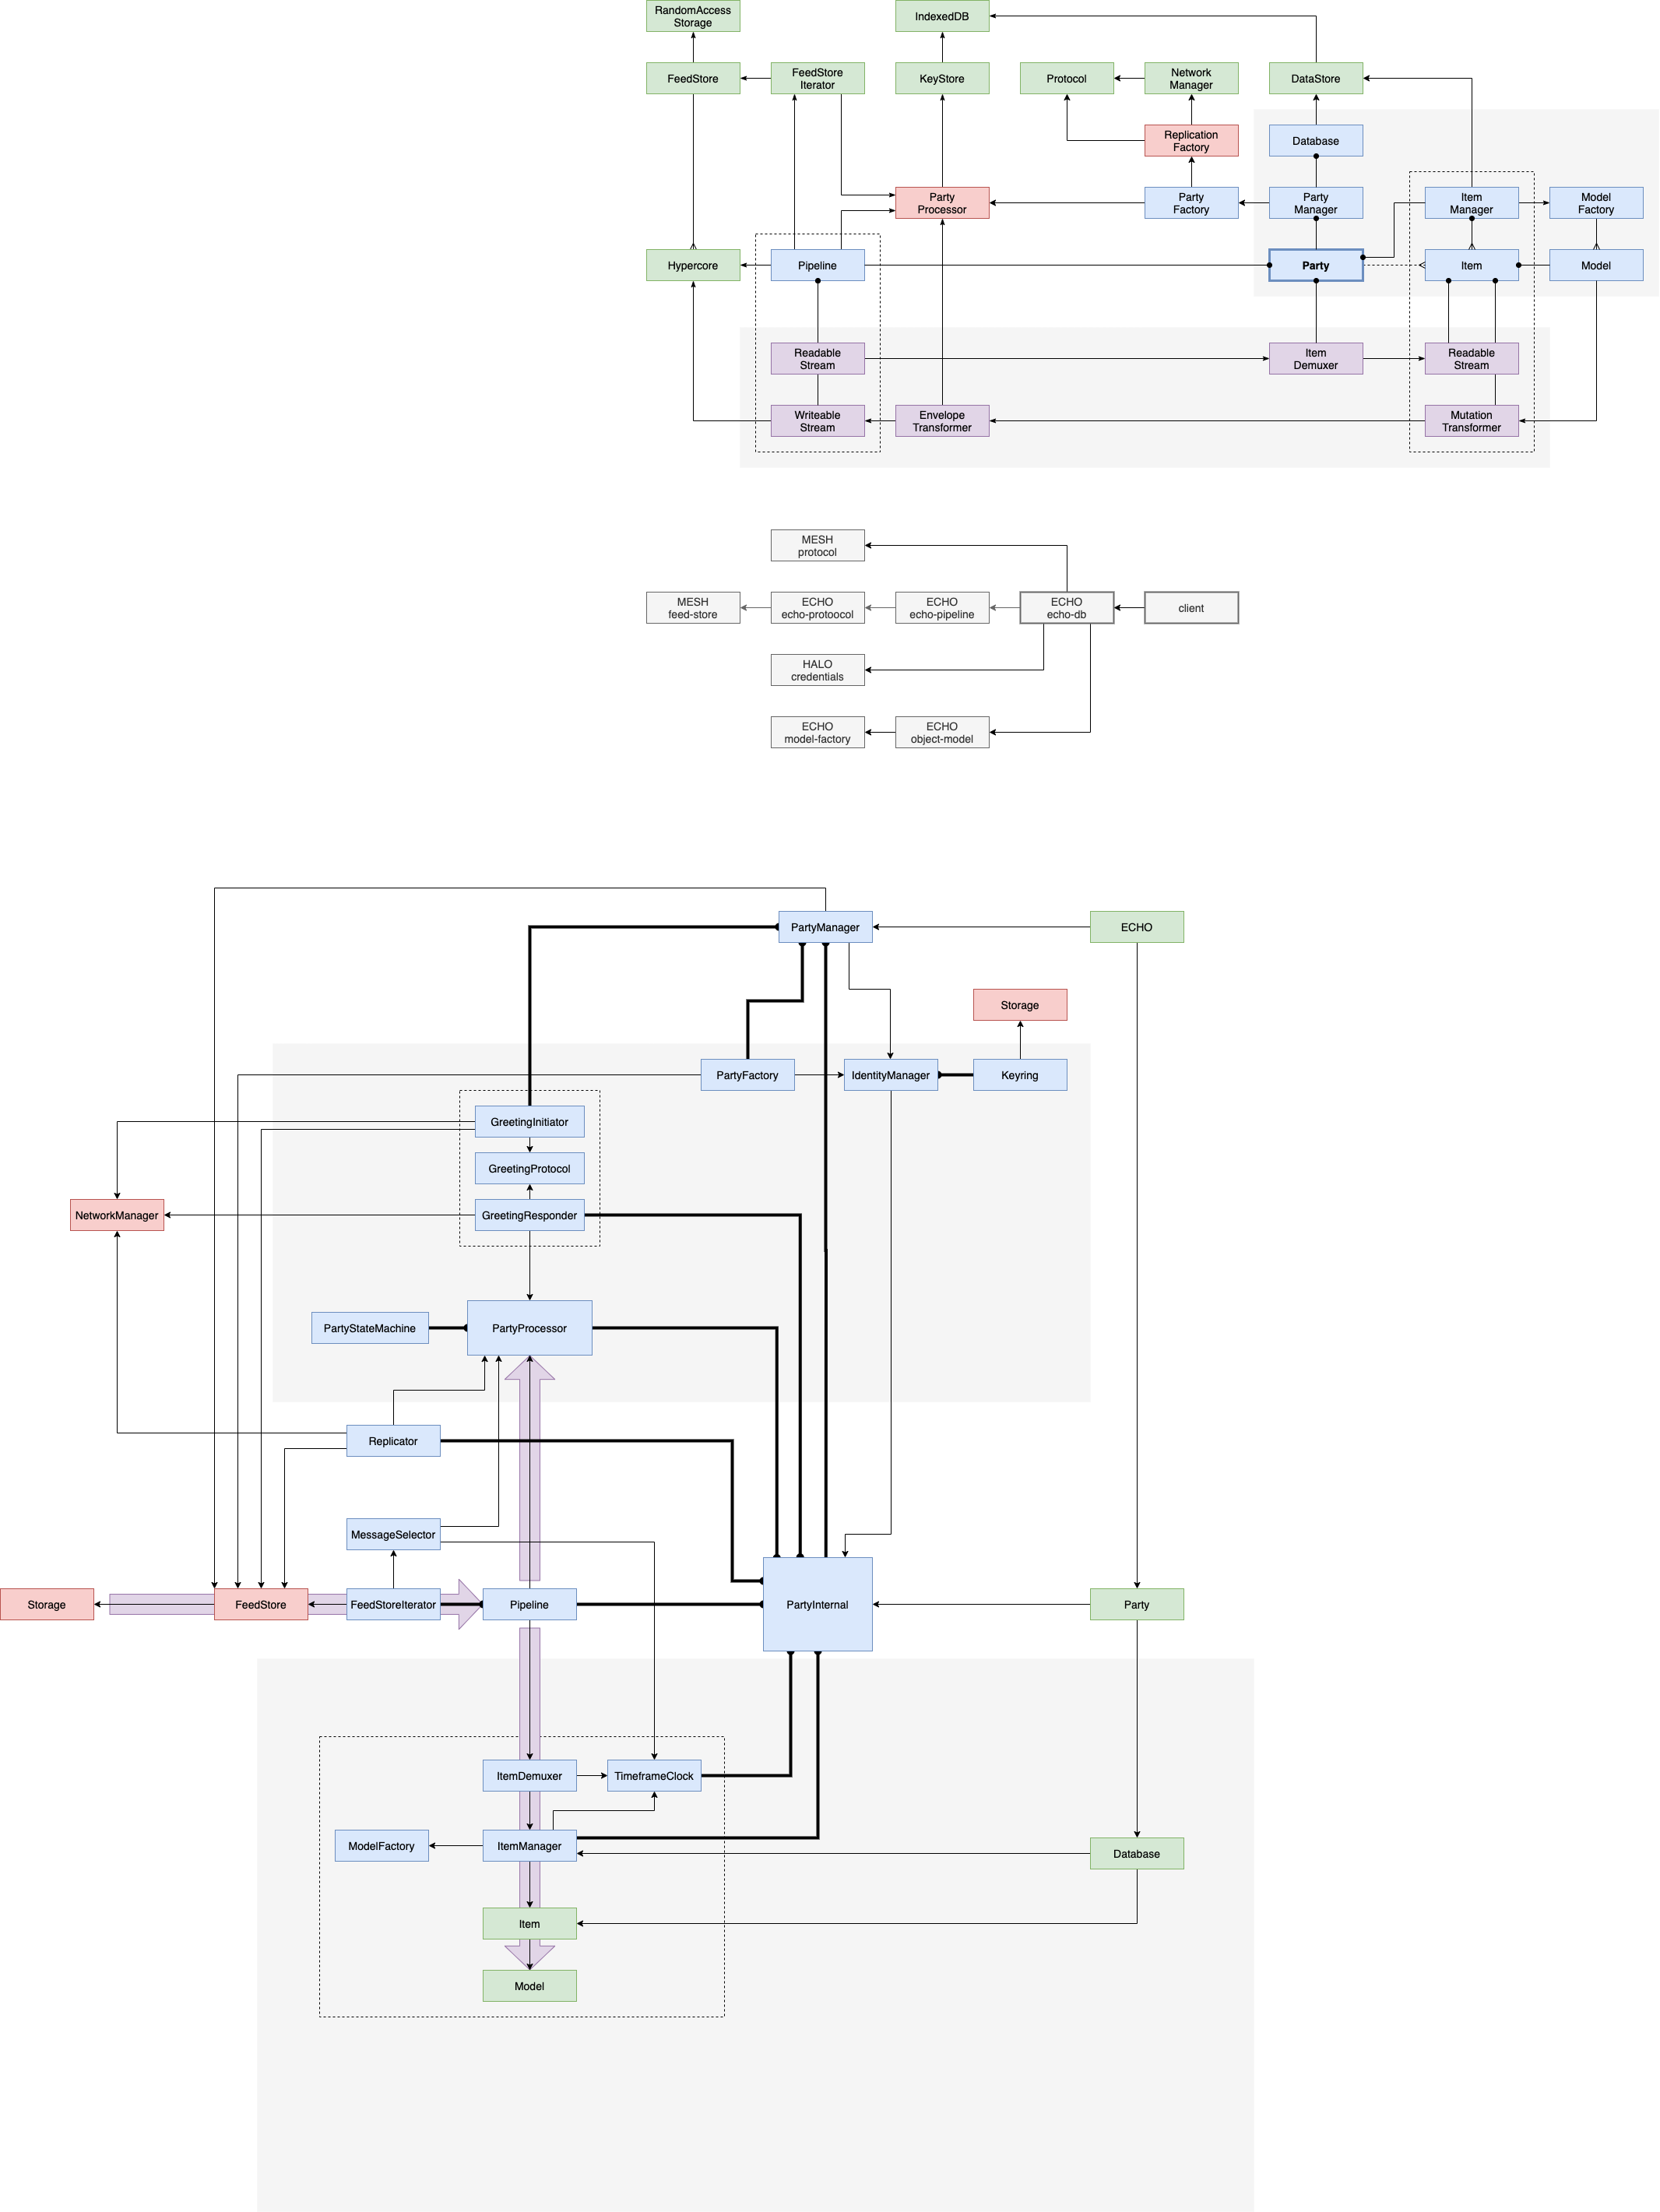 RandomAccess
Storage
IndexedDB
FeedStore
FeedStore
Iterator
KeyStore
Protocol
Network
Manager
DataStore
Replication
Factory
Database
Party
Processor
Party
Factory
Party
Manager
Item
Manager
Model
Factory
Hypercore
Pipeline
Party
Item
Model
Readable
Stream
Item
Demuxer
Readable
Stream
Writeable
Stream
Envelope
Transformer
Mutation
Transformer
MESH
protocol
MESH
feed-store
ECHO
echo-protoocol
ECHO
echo-pipeline
ECHO
echo-db
client
HALO
credentials
ECHO
model-factory
ECHO
object-model
PartyManager
ECHO
Storage
PartyFactory
IdentityManager
Keyring
GreetingInitiator
GreetingProtocol
NetworkManager
GreetingResponder
PartyStateMachine
PartyProcessor
Replicator
MessageSelector
Storage
FeedStore
FeedStoreIterator
Pipeline
PartyInternal
Party
ItemDemuxer
TimeframeClock
ModelFactory
ItemManager
Database
Item
Model